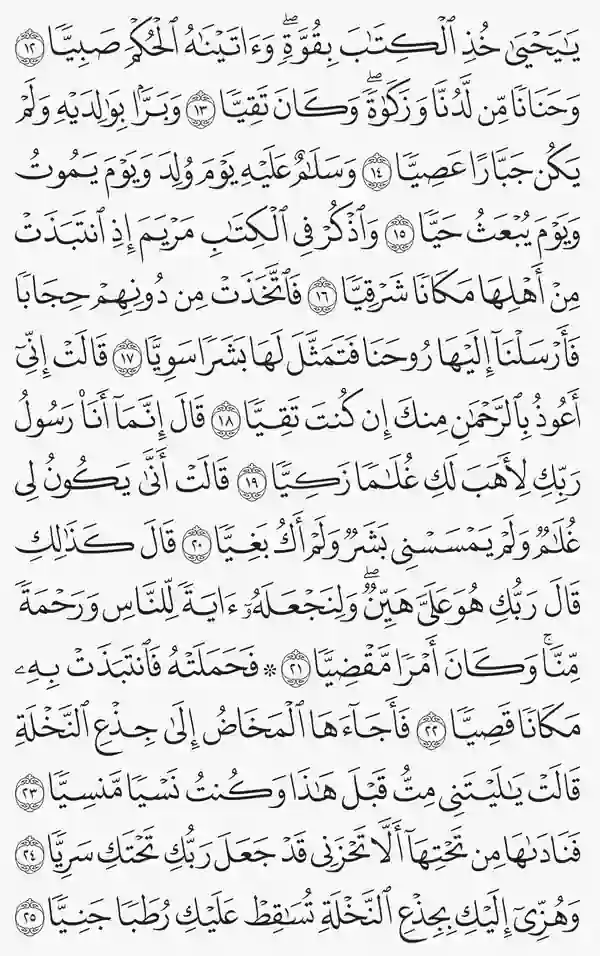 يَٰيَحْيَىٰ خُذِ ٱلْكِتَٰبَ بِقُوَّةٖۖ وَءَاتَيْنَٰهُ ٱلْحُكْمَ صَبِيّٗا ١٢
وَحَنَانٗا مِّن لَّدُنَّا وَزَكَوٰةٗۖ وَكَانَ تَقِيّٗا ١٣ وَبَرَّۢا بِوَٰلِدَيْهِ وَلَمْ
يَكُن جَبَّارًا عَصِيّٗا ١٤ وَسَلَٰمٌ عَلَيْهِ يَوْمَ وُلِدَ وَيَوْمَ يَمُوتُ
وَيَوْمَ يُبْعَثُ حَيّٗا ١٥ وَٱذْكُرْ فِي ٱلْكِتَٰبِ مَرْيَمَ إِذِ ٱنتَبَذَتْ
مِنْ أَهْلِهَا مَكَانٗا شَرْقِيّٗا ١٦ فَٱتَّخَذَتْ مِن دُونِهِمْ حِجَابٗا
فَأَرْسَلْنَآ إِلَيْهَا رُوحَنَا فَتَمَثَّلَ لَهَا بَشَرٗا سَوِيّٗا ١٧ قَالَتْ إِنِّيٓ
أَعُوذُ بِٱلرَّحْمَٰنِ مِنكَ إِن كُنتَ تَقِيّٗا ١٨ قَالَ إِنَّمَآ أَنَا۠ رَسُولُ
رَبِّكِ لِأَهَبَ لَكِ غُلَٰمٗا زَكِيّٗا ١٩ قَالَتْ أَنَّىٰ يَكُونُ لِي
غُلَٰمٞ وَلَمْ يَمْسَسْنِي بَشَرٞ وَلَمْ أَكُ بَغِيّٗا ٢٠ قَالَ كَذَٰلِكِ
قَالَ رَبُّكِ هُوَ عَلَيَّ هَيِّنٞۖ وَلِنَجْعَلَهُۥٓ ءَايَةٗ لِّلنَّاسِ وَرَحْمَةٗ
مِّنَّاۚ وَكَانَ أَمْرٗا مَّقْضِيّٗا ٢١ * فَحَمَلَتْهُ فَٱنتَبَذَتْ بِهِۦ
مَكَانٗا قَصِيّٗا ٢٢ فَأَجَآءَهَا ٱلْمَخَاضُ إِلَىٰ جِذْعِ ٱلنَّخْلَةِ
قَالَتْ يَٰلَيْتَنِي مِتُّ قَبْلَ هَٰذَا وَكُنتُ نَسْيٗا مَّنسِيّٗا ٢٣
فَنَادَىٰهَا مِن تَحْتِهَآ أَلَّا تَحْزَنِي قَدْ جَعَلَ رَبُّكِ تَحْتَكِ سَرِيّٗا ٢٤
وَهُزِّيٓ إِلَيْكِ بِجِذْعِ ٱلنَّخْلَةِ تُسَٰقِطْ عَلَيْكِ رُطَبٗا جَنِيّٗا ٢٥